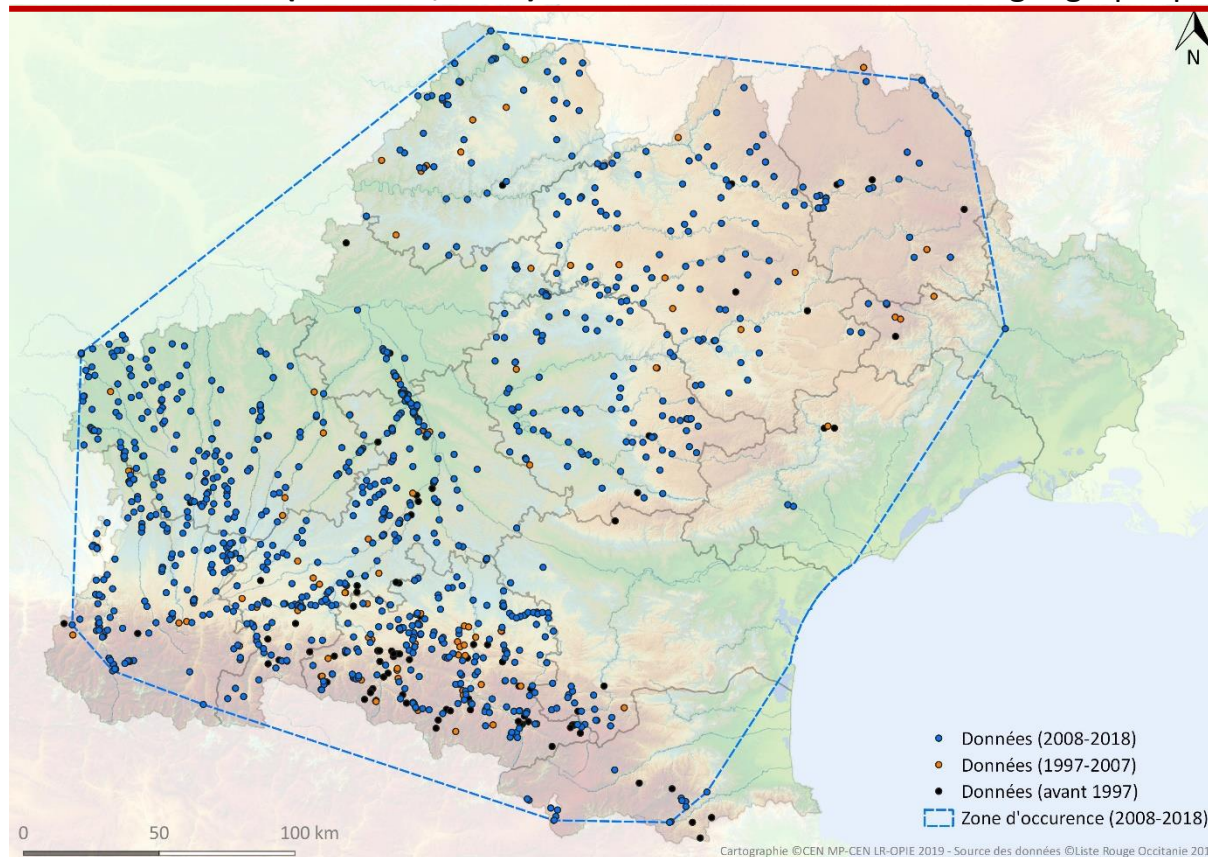 N
Données (2008-2018)
Données (1997-2007)
Données (avant 1997)
Zone d'occurence (2008-2018)
0 50 100 km
Cartographie ©CEN MP-CEN LR-OPIE 2019 - Source des données ©Liste Rouge Occitanie 201